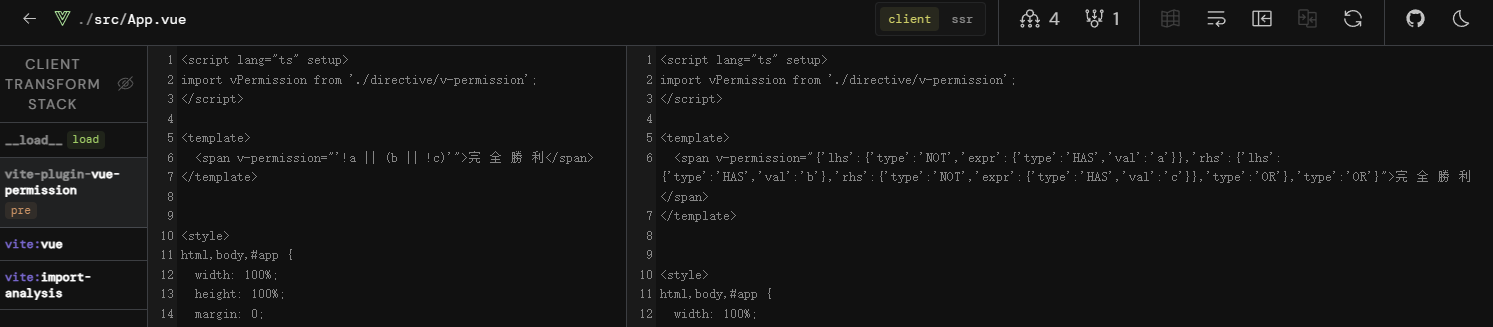 ./src/App.vue
client ssr
4 1
CLIENT
TRANSFORM
STACK
__load__ load
vite-plugin-vue-
permission
pre
vite:vue
vite:import-
analysis
1 <script lang="ts" setup>
2 import vPermission from './directive/v-permission';
3 </script>
4
5 <template>
6   <span v-permission="'!a || (b || !c)'">完 全 勝 利</span>
7 </template>
8
9
10 <style>
11 html,body,#app {
12   width: 100%;
13   height: 100%;
14   margin: 0;
1 <script lang="ts" setup>
2 import vPermission from './directive/v-permission';
3 </script>
4
5 <template>
6   <span v-permission="{'lhs':{'type':'NOT','expr':{'type':'HAS','val':'a'}},'rhs':{'lhs':
{'type':'HAS','val':'b'},'rhs':{'type':'NOT','expr':{'type':'HAS','val':'c'}},'type':'OR'},'type':'OR'}">完 全 勝 利
</span>
7 </template>
8
9
10 <style>
11 html,body,#app {
12   width: 100%;